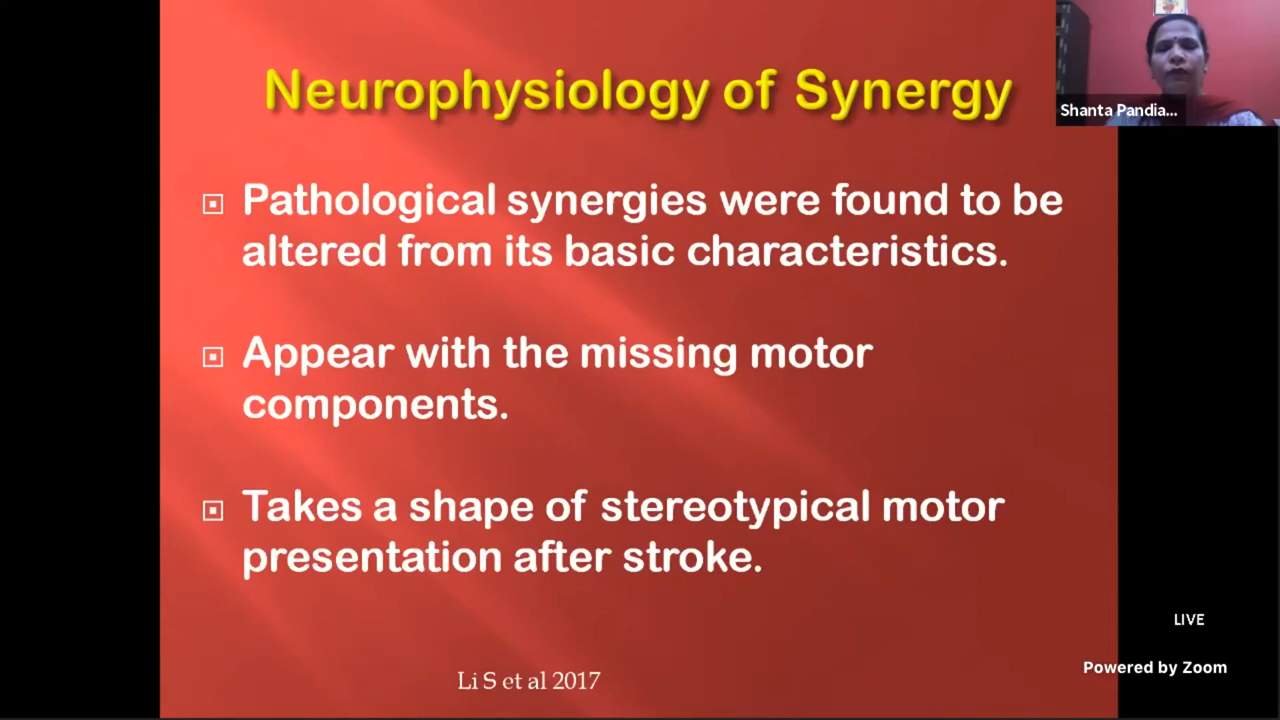 Neurophysiology of Synergy
Shanta Pandia...
Pathological synergies were found to be
altered from its basic characteristics.
Appear with the missing motor
components.
Takes a shape of stereotypical motor
presentation after stroke.
Li S et al 2017
LIVE
Powered by Zoom